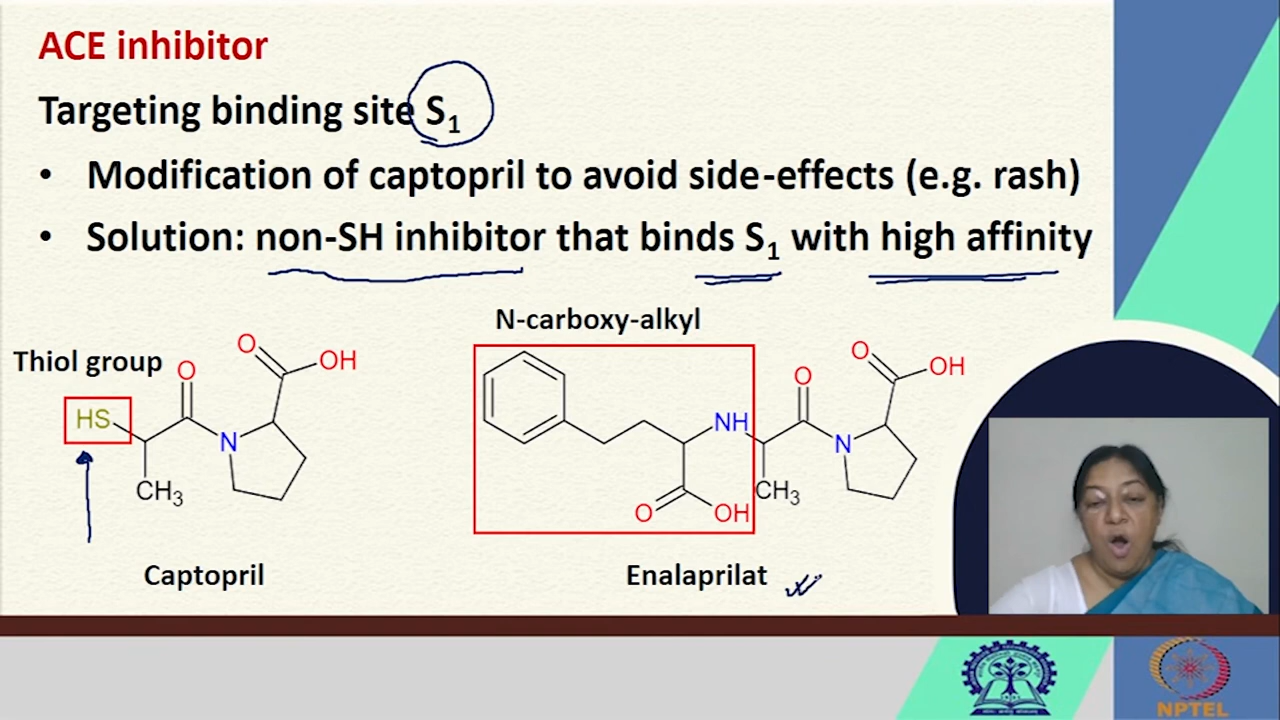 ACE inhibitor
Targeting binding site S₁
• Modification of captopril to avoid side-effects (e.g. rash)
• Solution: non-SH inhibitor that binds S₁ with high affinity
N-carboxy-alkyl
Thiol group
HS
O
O
OH
N
CH₃
NH
O
OH
O
O
OH
N
CH₃
Captopril
Enalaprilat
NPTEL